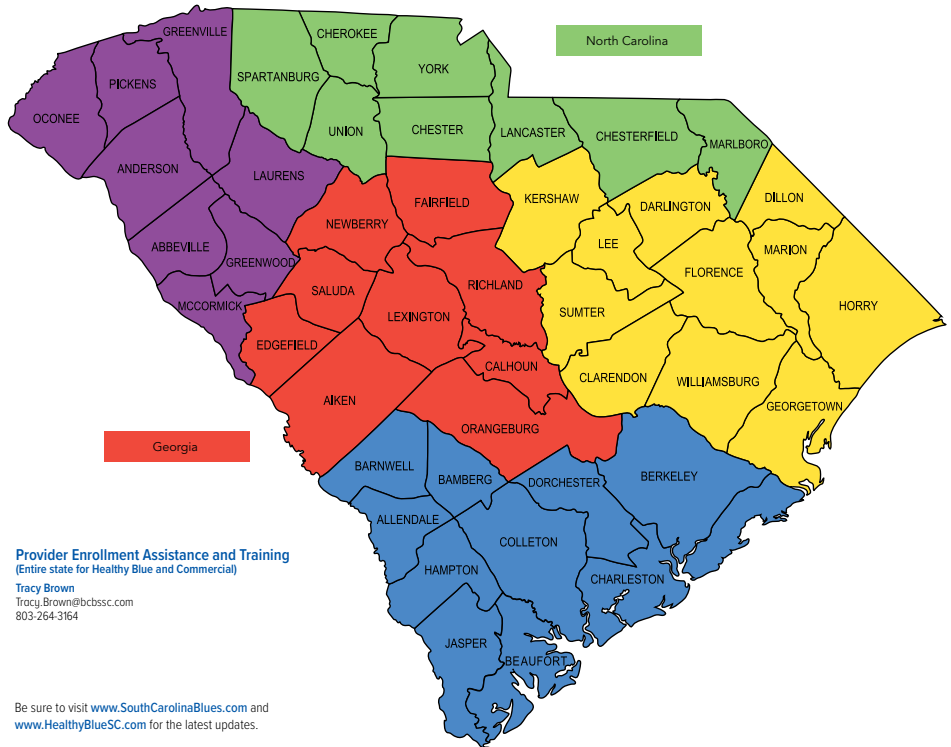 GREENVILLE
CHEROKEE
North Carolina
YORK
SPARTANBURG
PICKENS
OCONEE
UNION
CHESTER
LANCASTER
CHESTERFIELD
MARLBORO
ANDERSON
LAURENS
KERSHAW
DILLON
FAIRFIELD
DARLINGTON
NEWBERRY
LEE
ABBEVILLE
MARION
GREENWOOD
FLORENCE
SALUDA
RICHLAND
MCCORMICK
HORRY
SUMTER
LEXINGTON
EDGEFIELD
CALHOUN
CLARENDON
WILLIAMSBURG
AIKEN
GEORGETOWN
ORANGEBURG
Georgia
BARNWELL
BAMBERG
DORCHESTER
BERKELEY
ALLENDALE
COLLETON
HAMPTON
CHARLESTON
JASPER
BEAUFORT
Provider Enrollment Assistance and Training
(Entire state for Healthy Blue and Commercial)
Tracy Brown
Tracy.Brown@bcbssc.com
803-264-3164
Be sure to visit www.SouthCarolinaBlues.com and
www.HealthyBlueSC.com for the latest updates.